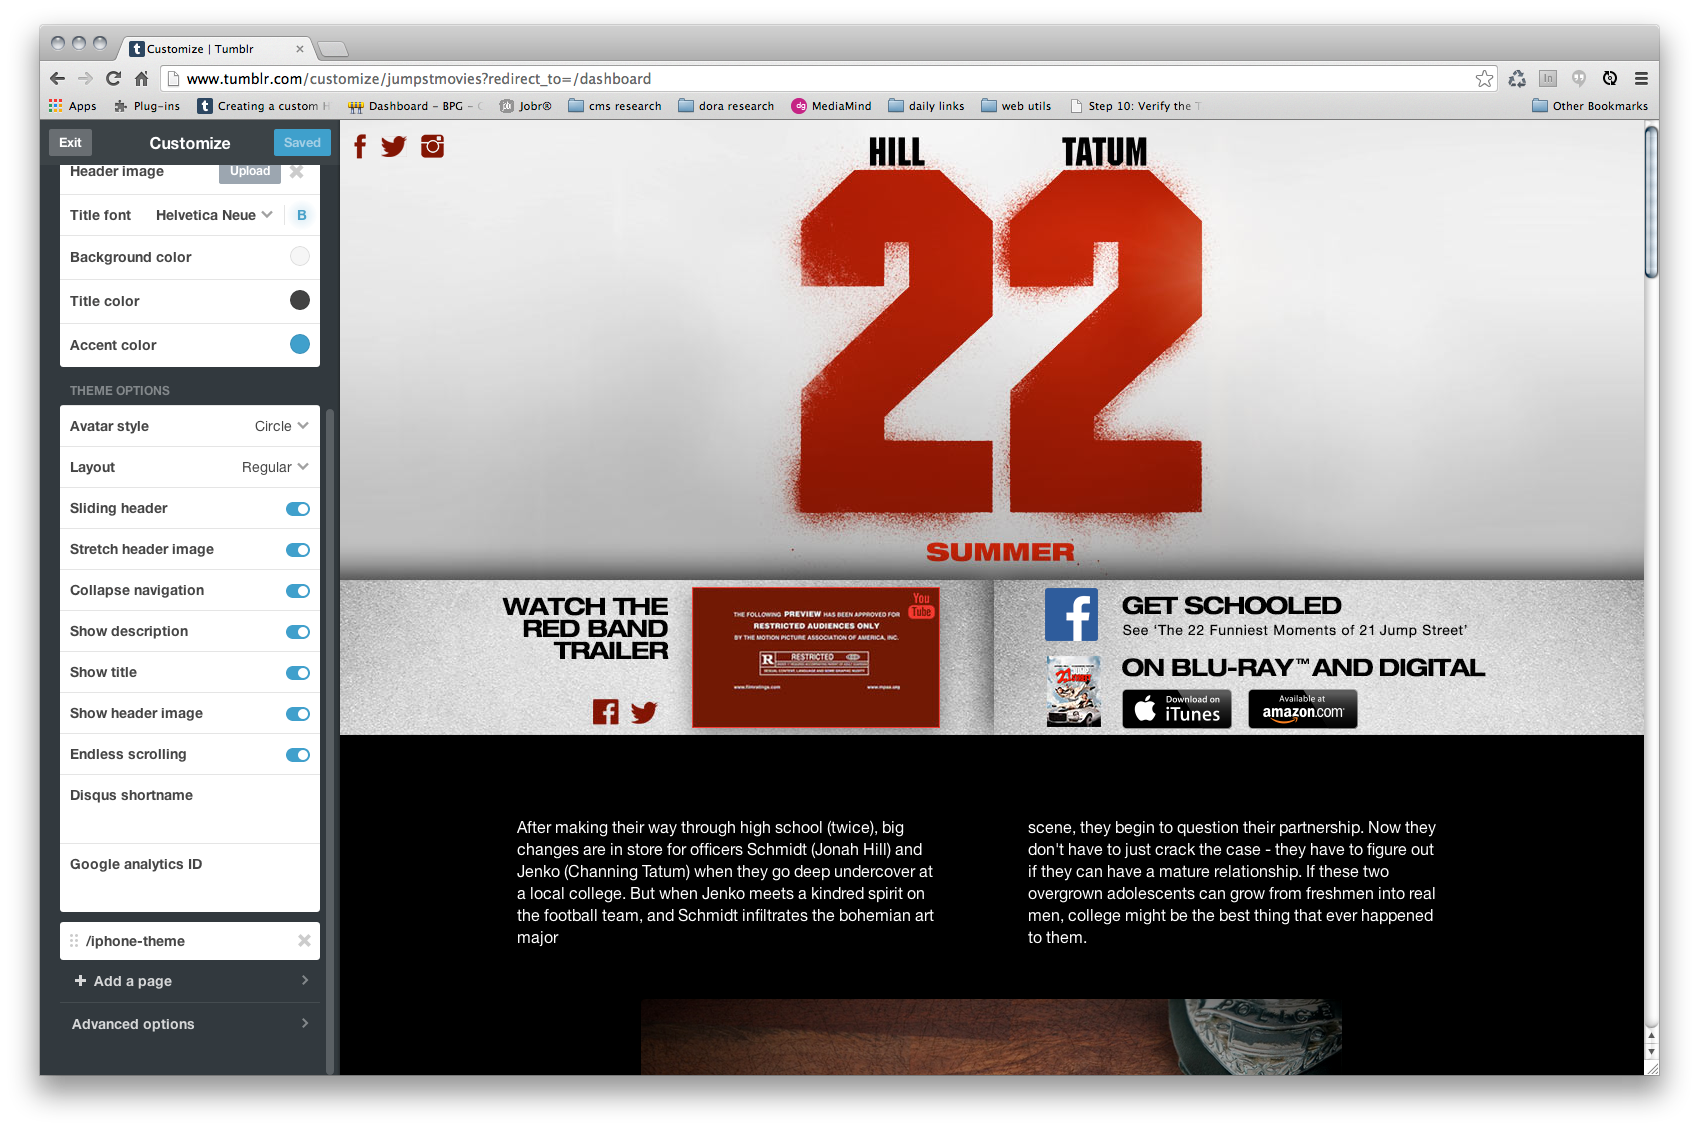 Customize | Tumblr
www.tumblr.com/customize/jumpstmovies?redirect_to=/dashboard
Apps
Plug-ins
Creating a custom
Dashboard – BPG –
Jobr®
cms research
dora research
MediaMind
daily links
web utils
Step 10: Verify the
Other Bookmarks
Exit
Customize
Saved
Header image
Upload
Title font
Helvetica Neue
B
Background color
Title color
Accent color
THEME OPTIONS
Avatar style
Circle
Layout
Regular
Sliding header
Stretch header image
Collapse navigation
Show description
Show title
Show header image
Endless scrolling
Disqus shortname
Google analytics ID
/iphone-theme
Add a page
Advanced options
HILL
TATUM
22
SUMMER
WATCH THE
RED BAND
TRAILER
You
Tube
THE FOLLOWING PREVIEW HAS BEEN APPROVED FOR
RESTRICTED AUDIENCES ONLY
BY THE MOTION PICTURE ASSOCIATION OF AMERICA, INC.
R
RESTRICTED
www.filmratings.com
www.mpaa.org
GET SCHOOLED
See ‘The 22 Funniest Moments of 21 Jump Street’
ON BLU-RAY™ AND DIGITAL
Download on
iTunes
Available at
amazon.com
After making their way through high school (twice), big
changes are in store for officers Schmidt (Jonah Hill) and
Jenko (Channing Tatum) when they go deep undercover at
a local college. But when Jenko meets a kindred spirit on
the football team, and Schmidt infiltrates the bohemian art
major
scene, they begin to question their partnership. Now they
don't have to just crack the case - they have to figure out
if they can have a mature relationship. If these two
overgrown adolescents can grow from freshmen into real
men, college might be the best thing that ever happened
to them.
POLICE